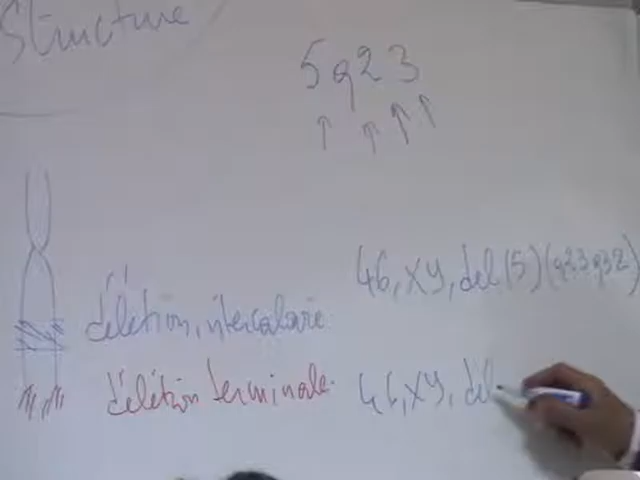 Structure
5q23
délétion intercalaire
46, XY, del (5) (q23q32)
délétion terminale.
46, XY, del